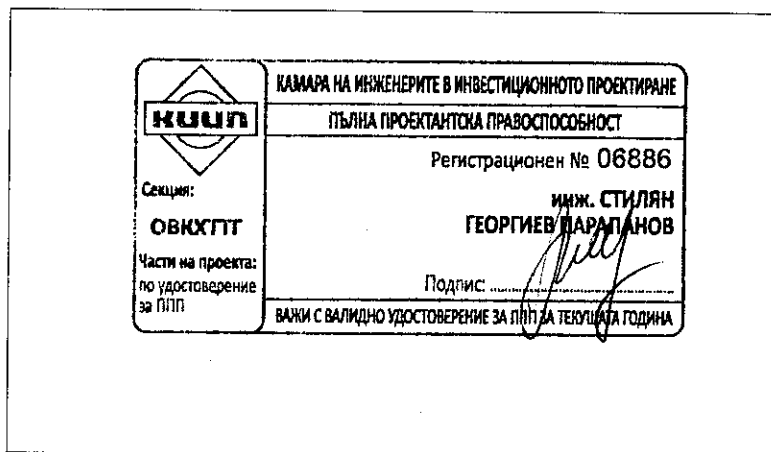 КИИП
Секция:
ОВКХТТГ
Части на проекта:
по удостоверение
за ППП
КАМАРА НА ИНЖЕНЕРИТЕ В ИНВЕСТИЦИОННОТО ПРОЕКТИРАНЕ
ПЪЛНА ПРОЕКТАНТСКА ПРАВОСПОСОБНОСТ
Регистрационен № 06886
инж. СТИЛЯН
ГЕОРГИЕВ ПАРАПАНОВ
Подпис:
ВАЖИ С ВАЛИДНО УДОСТОВЕРЕНИЕ ЗА ППП ЗА ТЕКУЩАТА ГОДИНА